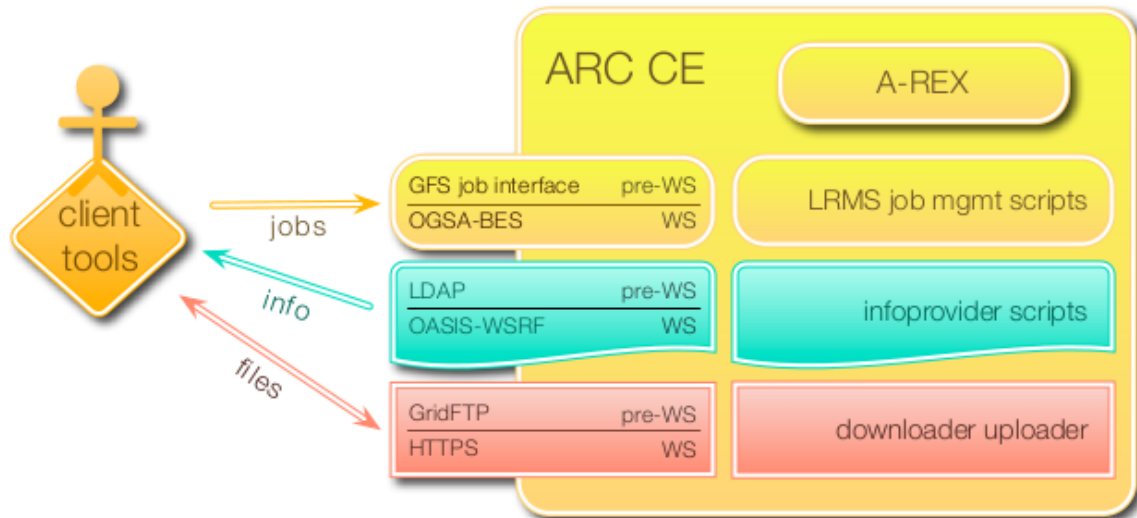 ARC CE
A-REX
client
tools
jobs
info
files
GFS job interface pre-WS
OGSA-BES WS
LRMS job mgmt scripts
LDAP pre-WS
OASIS-WSRF WS
infoprovider scripts
GridFTP pre-WS
HTTPS WS
downloader uploader